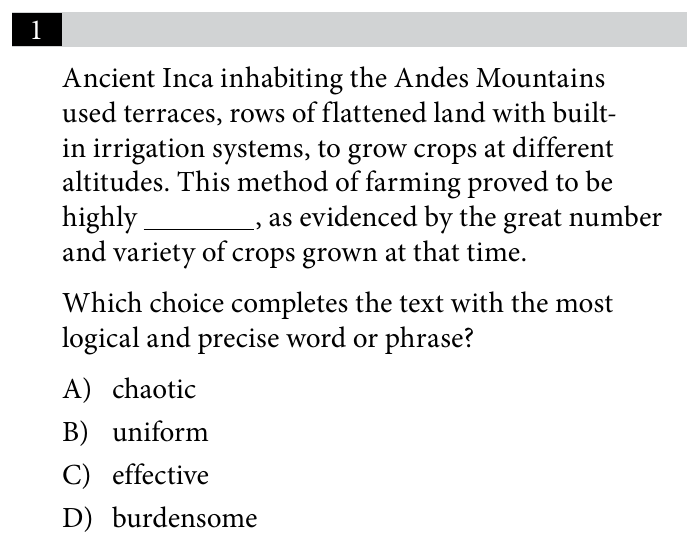 1
Ancient Inca inhabiting the Andes Mountains
used terraces, rows of flattened land with built-
in irrigation systems, to grow crops at different
altitudes. This method of farming proved to be
highly ________, as evidenced by the great number
and variety of crops grown at that time.
Which choice completes the text with the most
logical and precise word or phrase?
A) chaotic
B) uniform
C) effective
D) burdensome